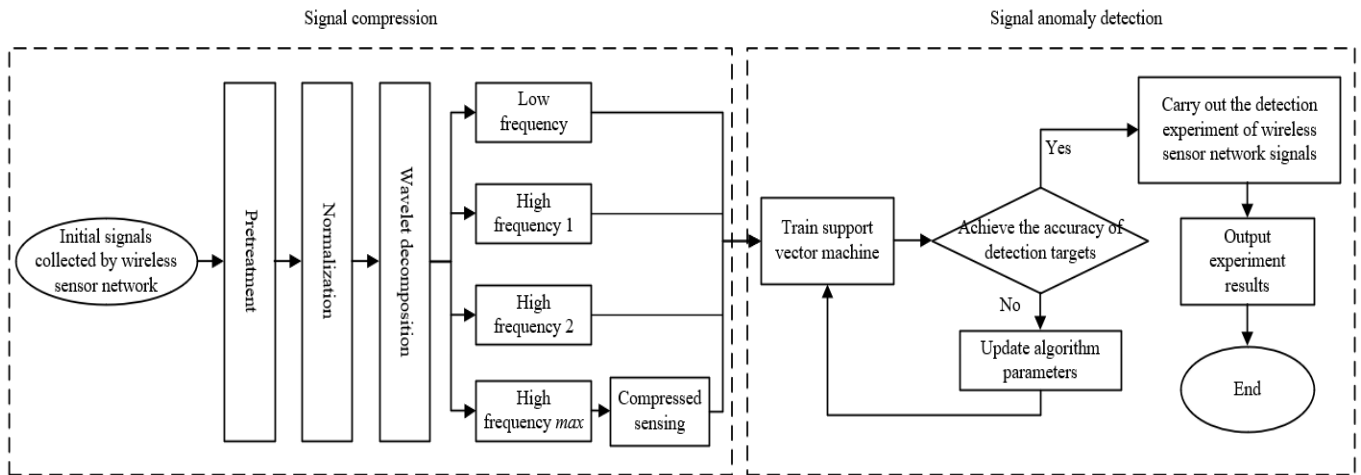 Signal compression
Signal anomaly detection
Initial signals
collected by wireless
sensor network
Pretreatment
Normalization
Wavelet decomposition
Low
frequency
High
frequency 1
High
frequency 2
High
frequency max
Compressed
sensing
Train support
vector machine
Achieve the accuracy of
detection targets
Yes
No
Update algorithm
parameters
Carry out the detection
experiment of wireless
sensor network signals
Output
experiment
results
End